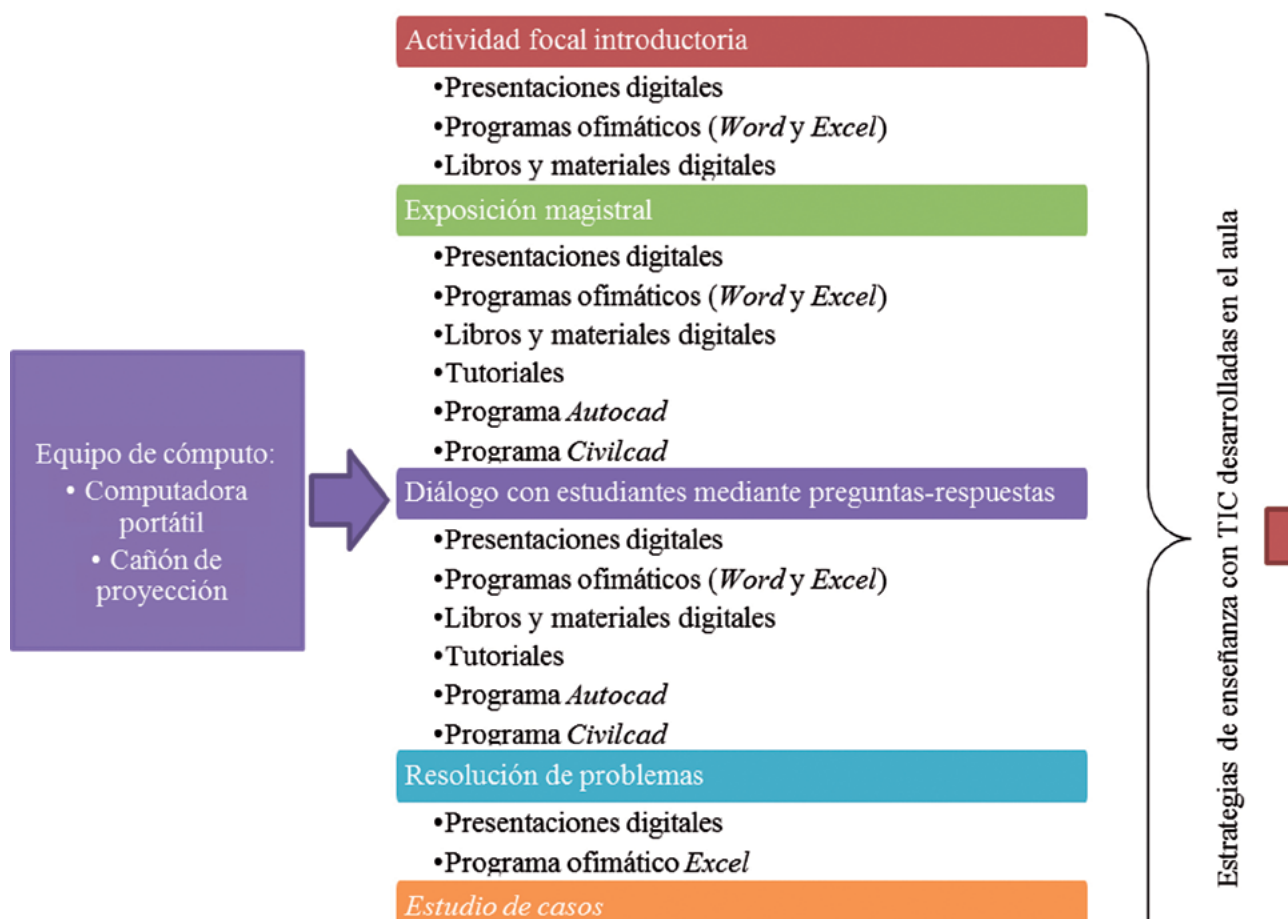 Actividad focal introductoria
•Presentaciones digitales
•Programas ofimáticos (Word y Excel)
•Libros y materiales digitales
Exposición magistral
•Presentaciones digitales
•Programas ofimáticos (Word y Excel)
•Libros y materiales digitales
•Tutoriales
•Programa Autocad
•Programa Civilcad
Equipo de cómputo:
• Computadora
portátil
• Cañón de
proyección
Diálogo con estudiantes mediante preguntas-respuestas
•Presentaciones digitales
•Programas ofimáticos (Word y Excel)
•Libros y materiales digitales
•Tutoriales
•Programa Autocad
•Programa Civilcad
Resolución de problemas
•Presentaciones digitales
•Programa ofimático Excel
Estudio de casos
Estrategias de enseñanza con TIC desarrolladas en el aula